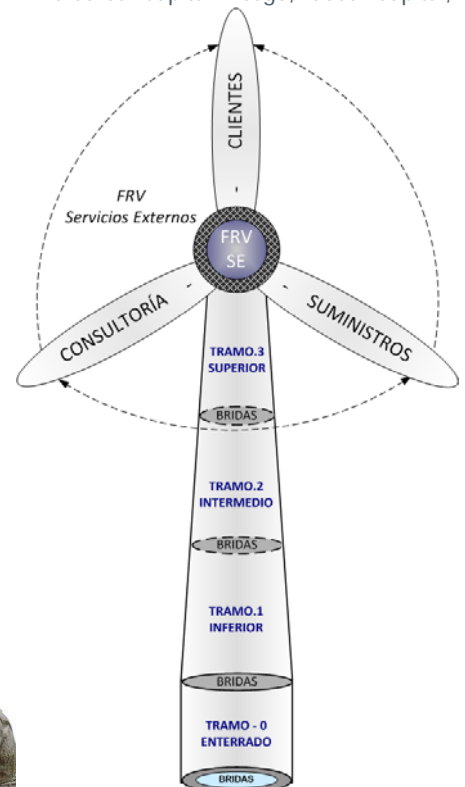 CLIENTES
FRV
Servicios Externos
FRV
SE
CONSULTORÍA
SUMINISTROS
TRAMO.3
SUPERIOR
BRIDAS
TRAMO.2
INTERMEDIO
BRIDAS
TRAMO.1
INFERIOR
BRIDAS
TRAMO - 0
ENTERRADO
BRIDAS